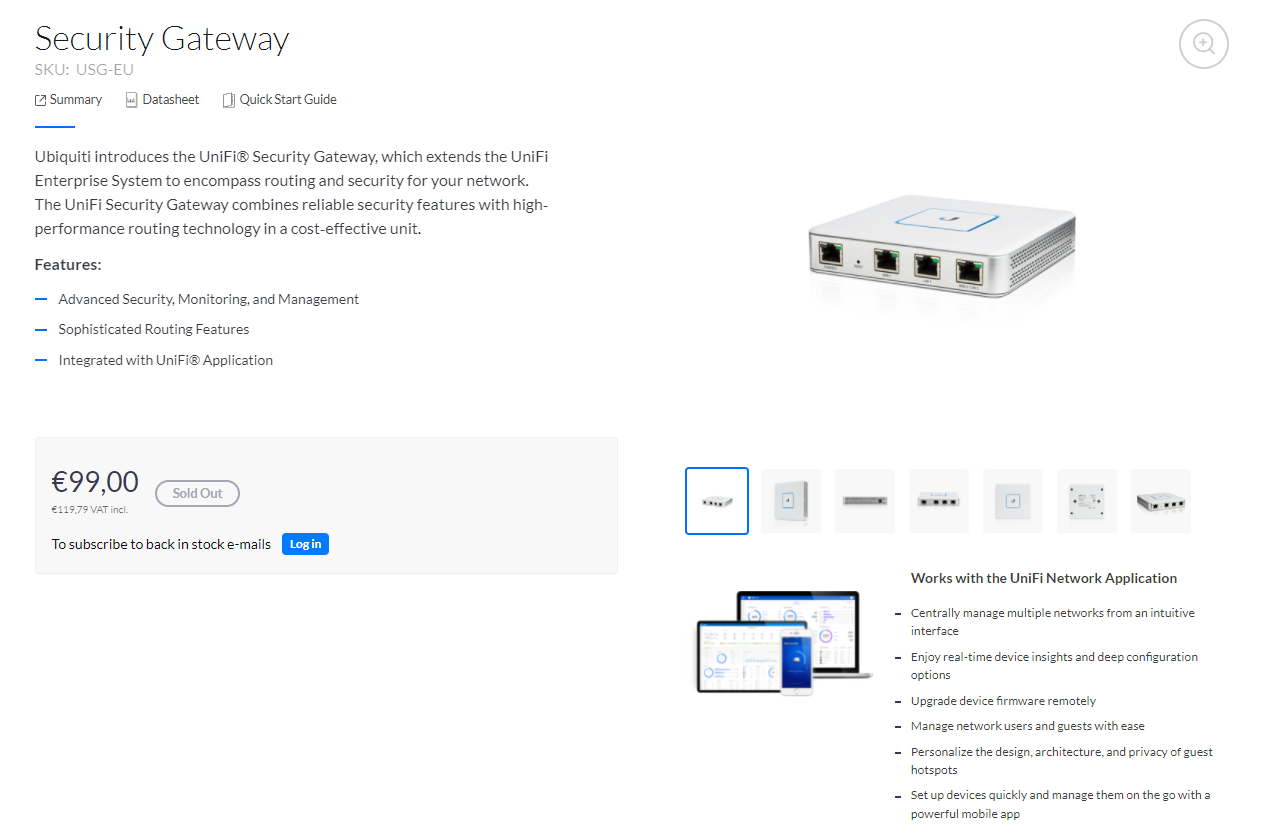 Security Gateway
SKU: USG-EU
Summary Datasheet Quick Start Guide
Ubiquiti introduces the UniFi® Security Gateway, which extends the UniFi
Enterprise System to encompass routing and security for your network.
The UniFi Security Gateway combines reliable security features with high-
performance routing technology in a cost-effective unit.
Features:
Advanced Security, Monitoring, and Management
Sophisticated Routing Features
Integrated with UniFi® Application
€99,00
Sold Out
€119,79 VAT incl.
To subscribe to back in stock e-mails Log in
Works with the UniFi Network Application
Centrally manage multiple networks from an intuitive
interface
Enjoy real-time device insights and deep configuration
options
Upgrade device firmware remotely
Manage network users and guests with ease
Personalize the design, architecture, and privacy of guest
hotspots
Set up devices quickly and manage them on the go with a
powerful mobile app